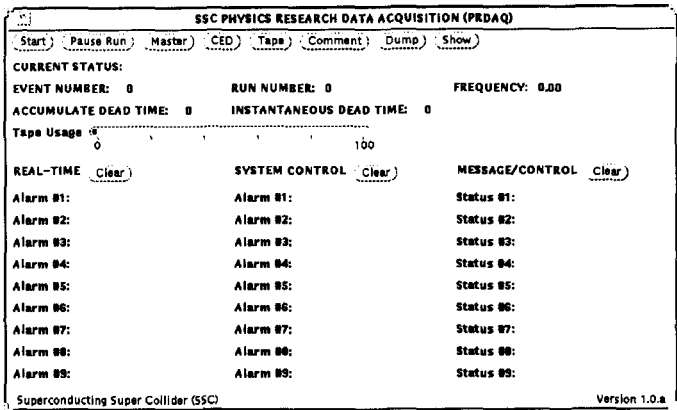 SSC PHYSICS RESEARCH DATA ACQUISITION (PRDAQ)
Start Pause Run Master CED Tape Comment Dump Show
CURRENT STATUS:
EVENT NUMBER: 0 RUN NUMBER: 0 FREQUENCY: 0.00
ACCUMULATE DEAD TIME: 0 INSTANTANEOUS DEAD TIME: 0
Tape Usage
0 100
REAL-TIME Clear SYSTEM CONTROL Clear MESSAGE/CONTROL Clear
Alarm #1: Alarm #1: Status #1:
Alarm #2: Alarm #2: Status #2:
Alarm #3: Alarm #3: Status #3:
Alarm #4: Alarm #4: Status #4:
Alarm #5: Alarm #5: Status #5:
Alarm #6: Alarm #6: Status #6:
Alarm #7: Alarm #7: Status #7:
Alarm #8: Alarm #8: Status #8:
Alarm #9: Alarm #9: Status #9:
Superconducting Super Collider (SSC) Version 1.0.a